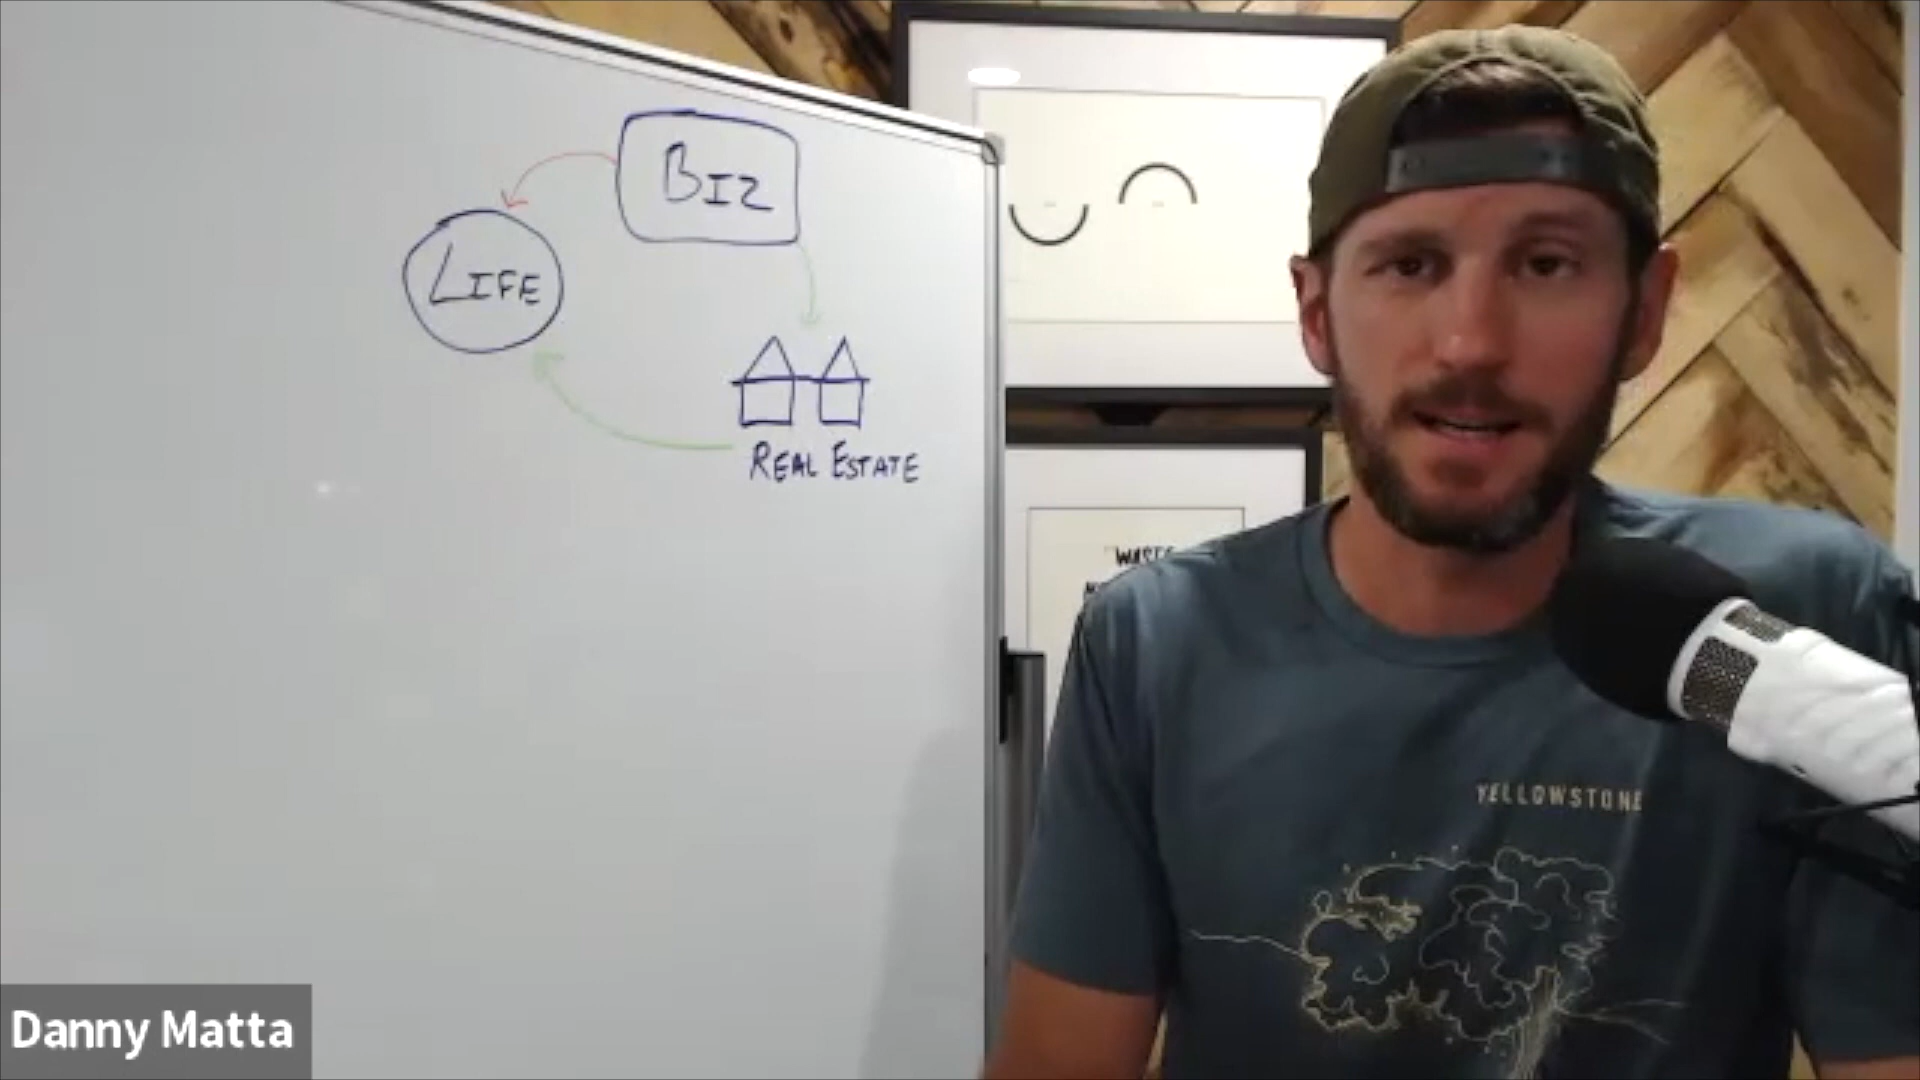 BIZ
LIFE
REAL ESTATE
YELLOWSTONE
Danny Matta